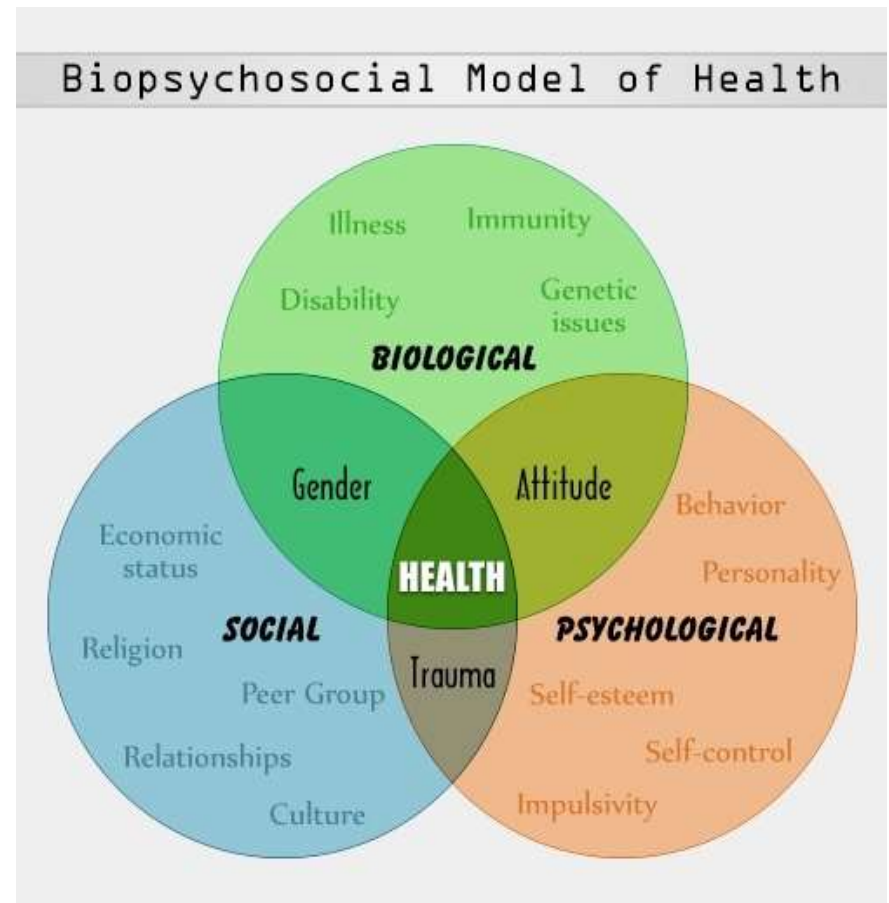 Biopsychosocial Model of Health
Illness
Immunity
Disability
Genetic
issues
BIOLOGICAL
Gender
Attitude
Behavior
Economic
status
Personality
HEALTH
SOCIAL
PSYCHOLOGICAL
Religion
Trauma
Peer Group
Self-esteem
Relationships
Self-control
Culture
Impulsivity